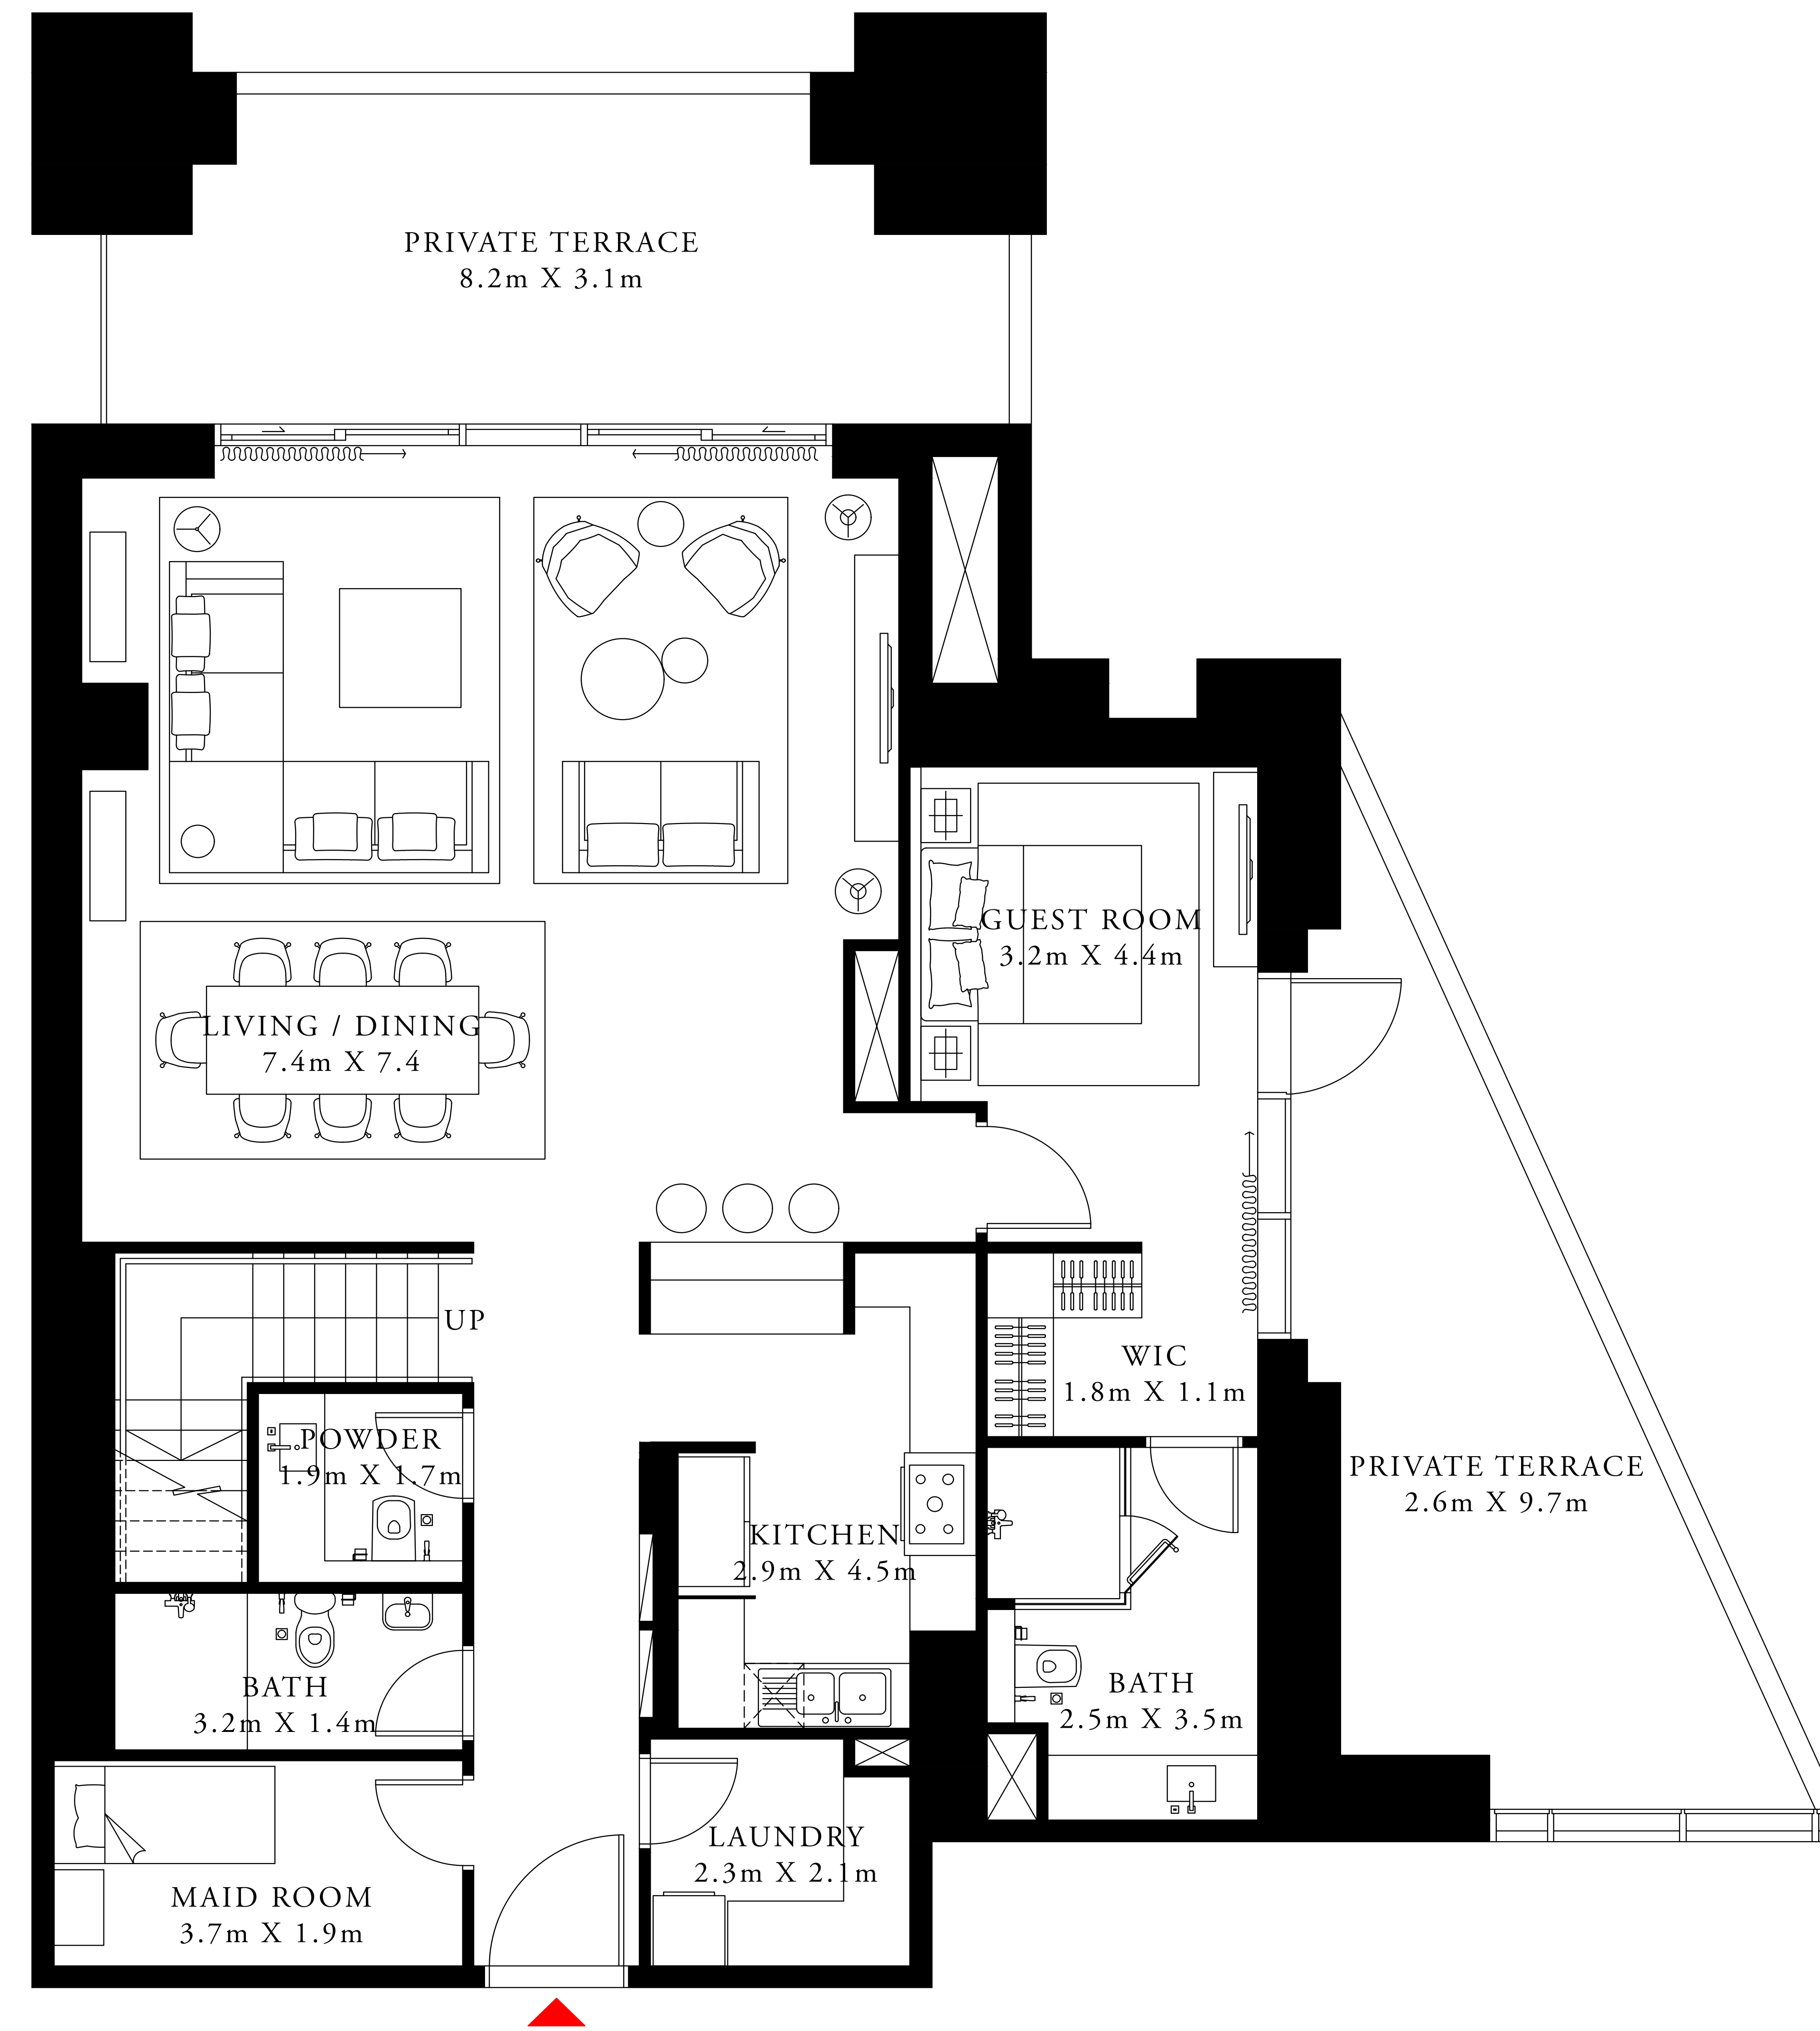 PRIVATE TERRACE
8.2m X 3.1m
GUEST ROOM
3.2m X 4.4m
LIVING / DINING
7.4m X 7.4
UP
WIC
1.8m X 1.1m
POWDER
1.9m X 1.7m
PRIVATE TERRACE
2.6m X 9.7m
KITCHEN
2.9m X 4.5m
BATH
3.2m X 1.4m
BATH
2.5m X 3.5m
LAUNDRY
2.3m X 2.1m
MAID ROOM
3.7m X 1.9m